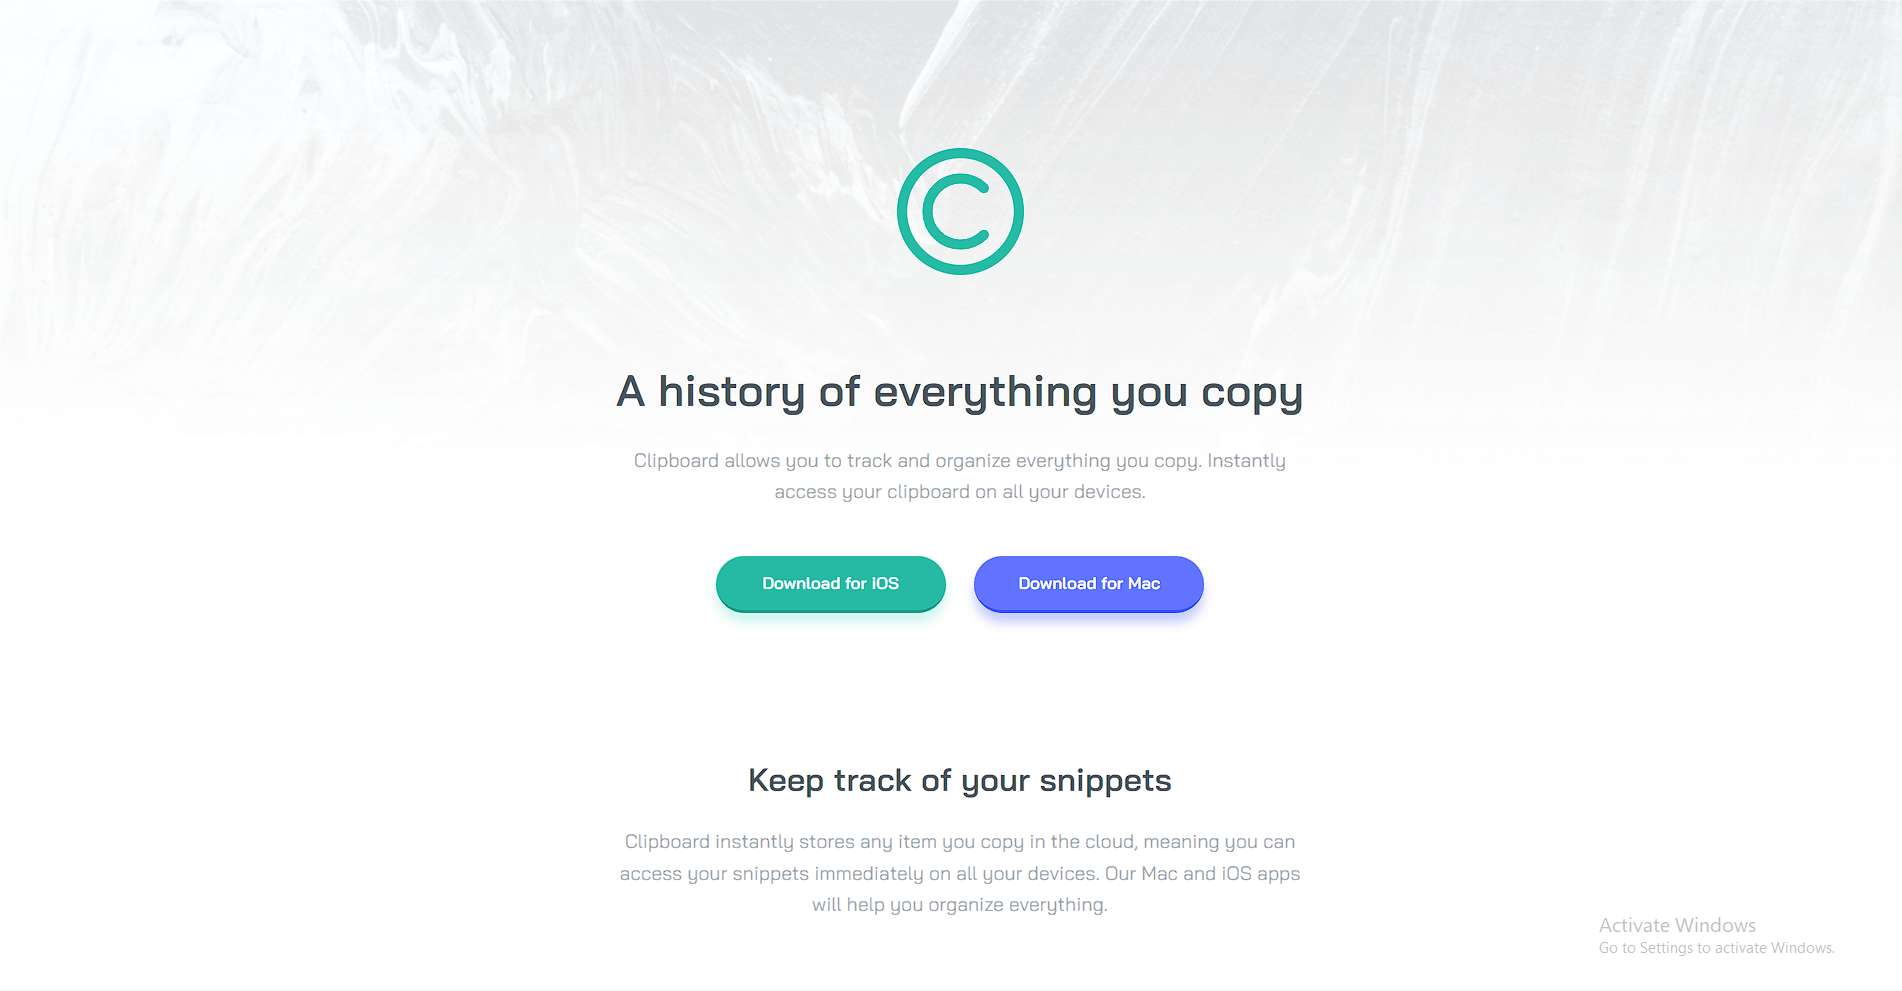 C
A history of everything you copy
Clipboard allows you to track and organize everything you copy. Instantly
access your clipboard on all your devices.
Download for iOS
Download for Mac
Keep track of your snippets
Clipboard instantly stores any item you copy in the cloud, meaning you can
access your snippets immediately on all your devices. Our Mac and iOS apps
will help you organize everything.
Activate Windows
Go to Settings to activate Windows.